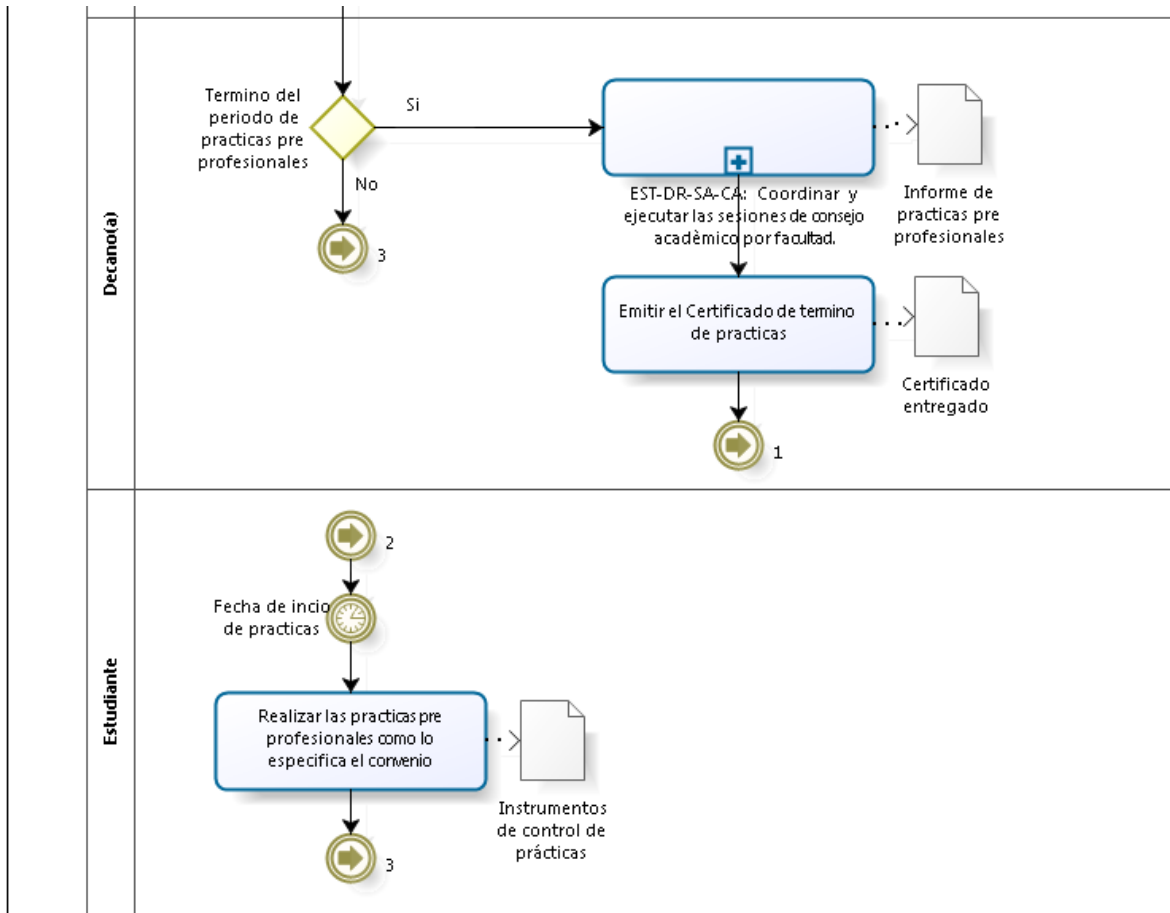 Decano(a)
Termino del
periodo de
practicas pre
profesionales
Si
No
3
EST-DR-SA-CA: Coordinar y
ejecutar las sesiones de consejo
acadèmico por facultad.
Informe de
practicas pre
profesionales
Emitir el Certificado de termino
de practicas
Certificado
entregado
1
Estudiante
2
Fecha de incio
de practicas
Realizar las practicas pre
profesionales como lo
especifica el convenio
Instrumentos
de control de
prácticas
3